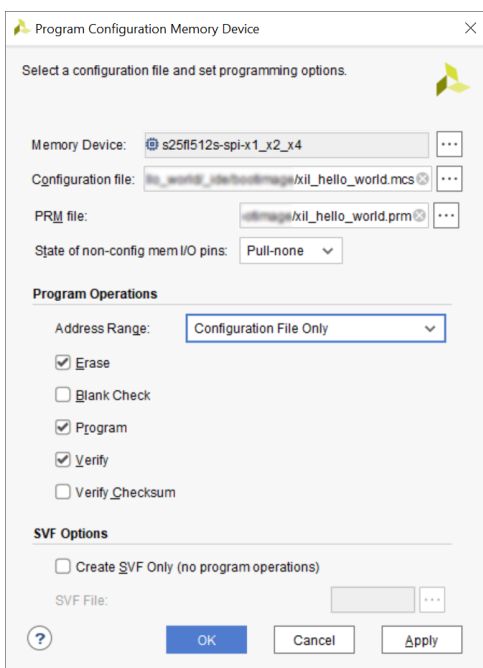 Program Configuration Memory Device
Select a configuration file and set programming options.
Memory Device: s25fl512s-spi-x1_x2_x4 ...
Configuration file: /xil_hello_world.mcs ...
PRM file: /xil_hello_world.prm ...
State of non-config mem I/O pins: Pull-none
Program Operations
Address Range: Configuration File Only
Erase
Blank Check
Program
Verify
Verify Checksum
SVF Options
Create SVF Only (no program operations)
SVF File: ...
? OK Cancel Apply